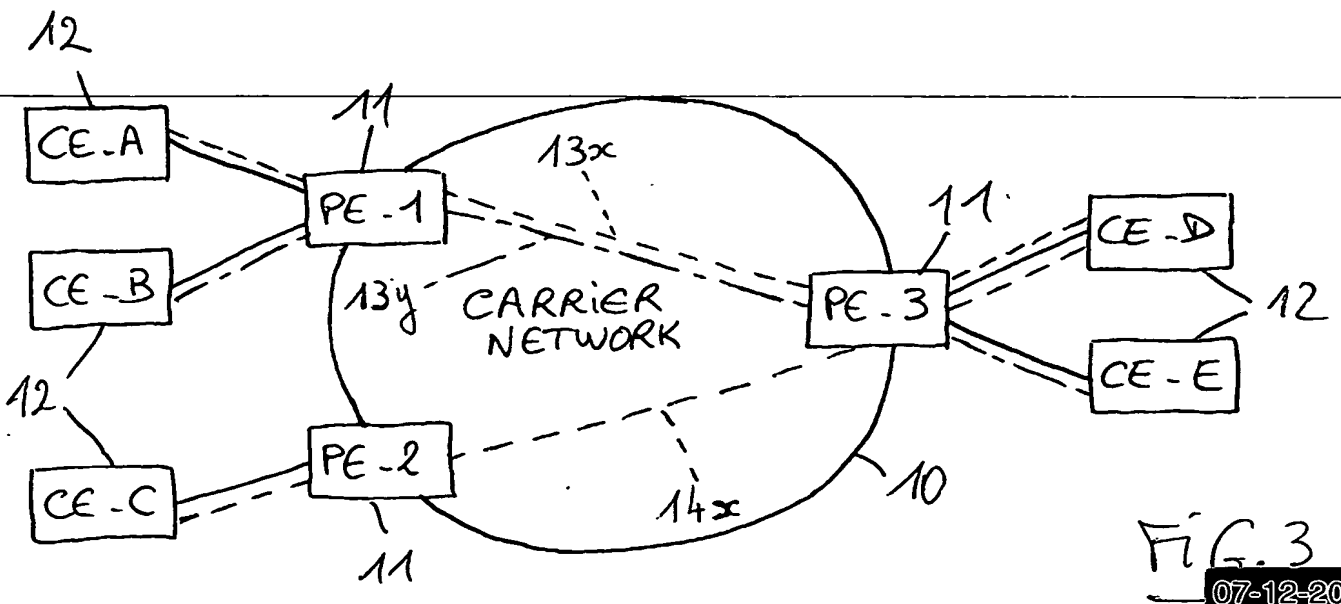 12
CE-A
11
PE-1
13x
11
CE-D
CE-B
13y
CARRiER
NETWORK
PE-3
12
12
CE-E
CE-C
PE-2
14x
10
11
FiG.3
07-12-20